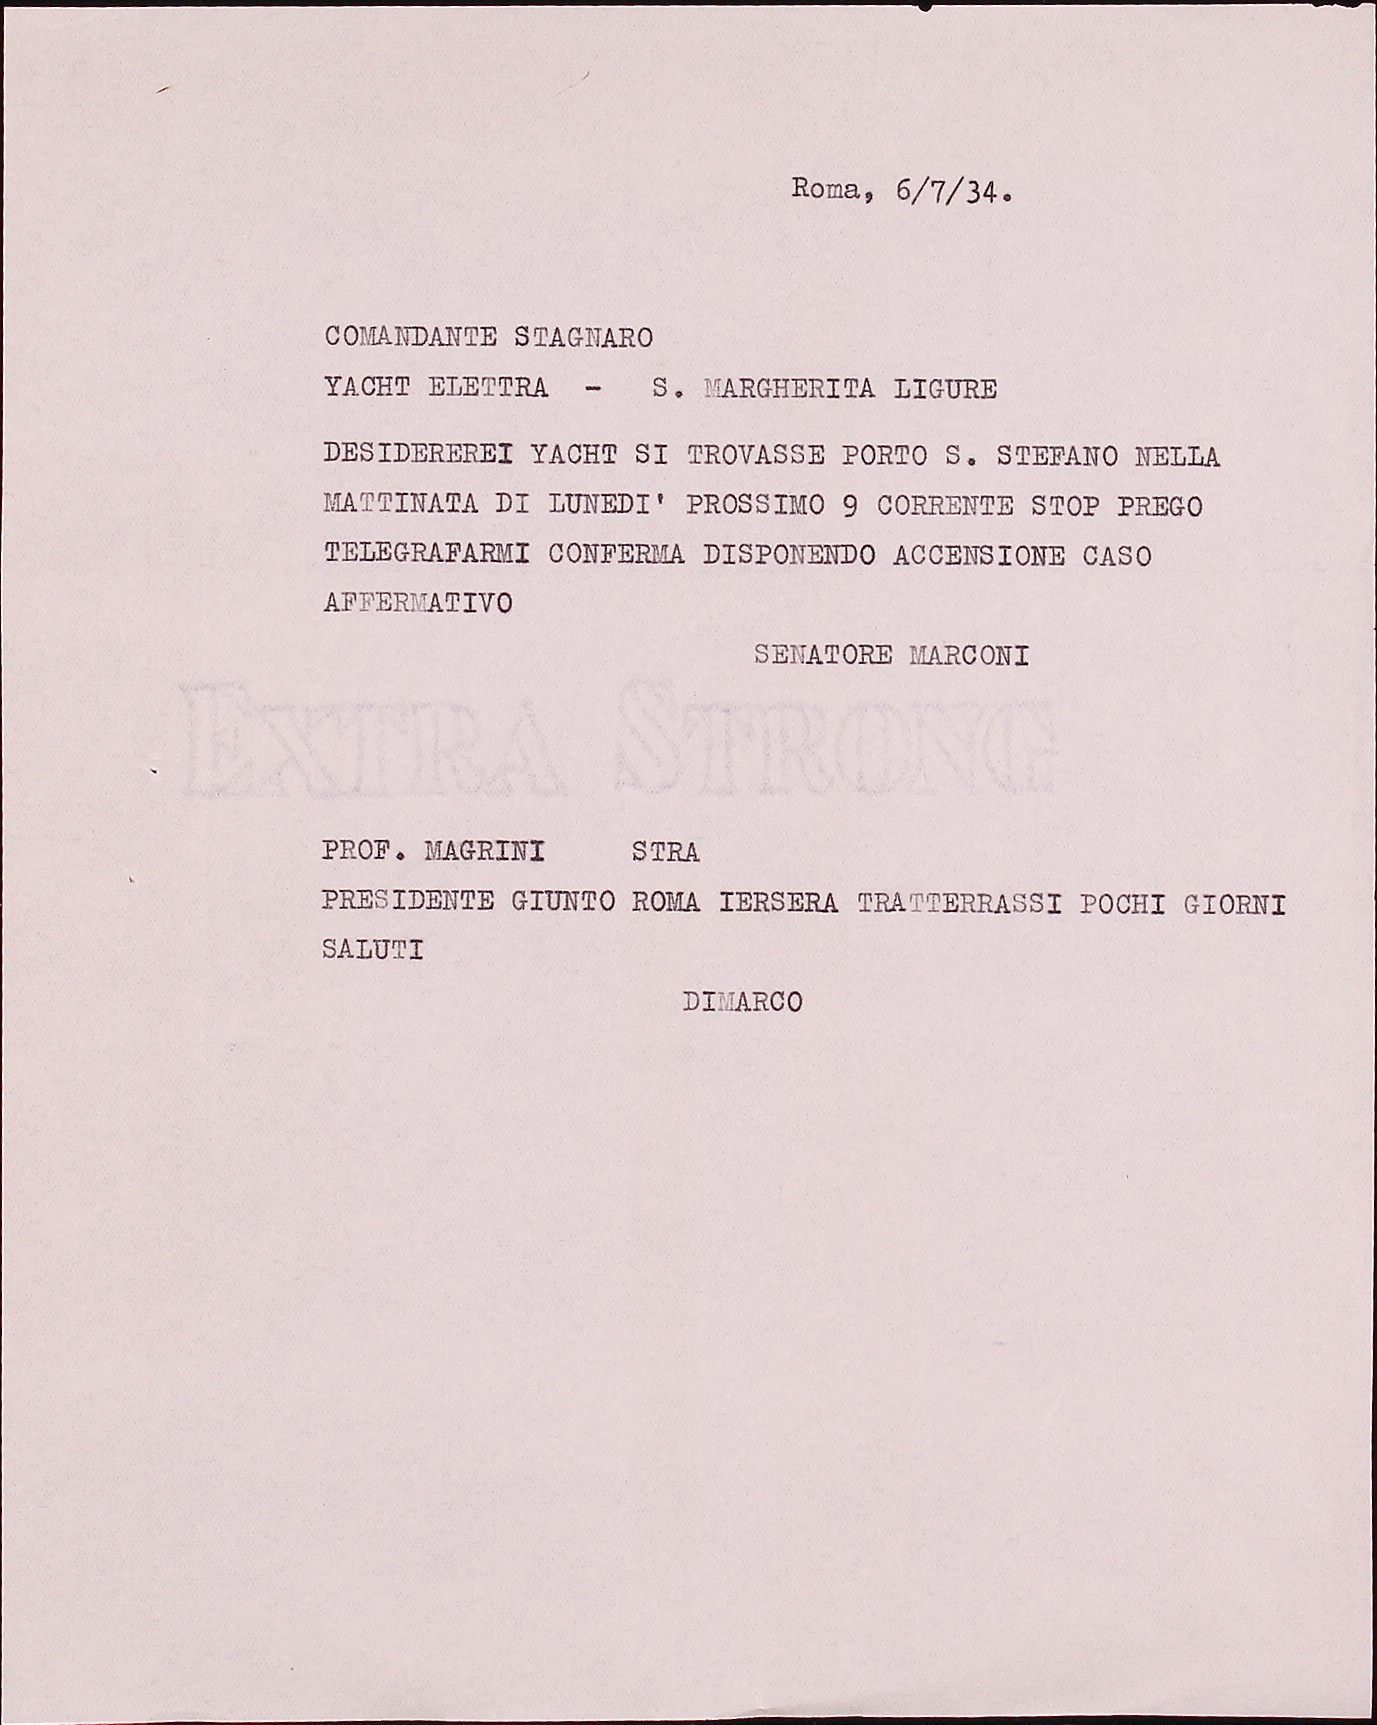 Roma, 6/7/34.
COMANDANTE STAGNARO
YACHT ELETTRA - S. MARGHERITA LIGURE
DESIDEREREI YACHT SI TROVASSE PORTO S. STEFANO NELLA
MATTINATA DI LUNEDI' PROSSIMO 9 CORRENTE STOP PREGO
TELEGRAFARMI CONFERMA DISPONENDO ACCENSIONE CASO
AFFERMATIVO
SENATORE MARCONI
EXTRA STRONG
PROF. MAGRINI STRA
PRESIDENTE GIUNTO ROMA IERSERA TRATTERRASSI POCHI GIORNI
SALUTI
DIMARCO